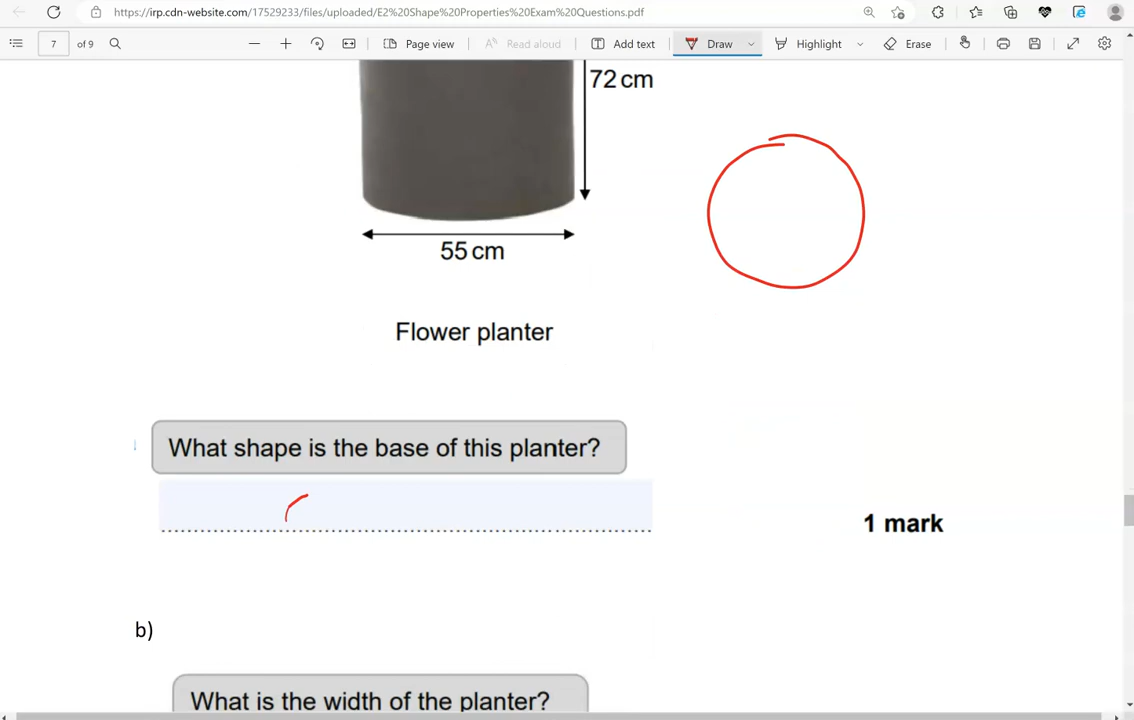 https://irp.cdn-website.com/17529233/files/uploaded/E2%20Shape%20Properties%20Exam%20Questions.pdf
7 of 9 Page view Read aloud Add text Draw Highlight Erase
72 cm
55 cm
Flower planter
What shape is the base of this planter?
1 mark
b)
What is the width of the planter?